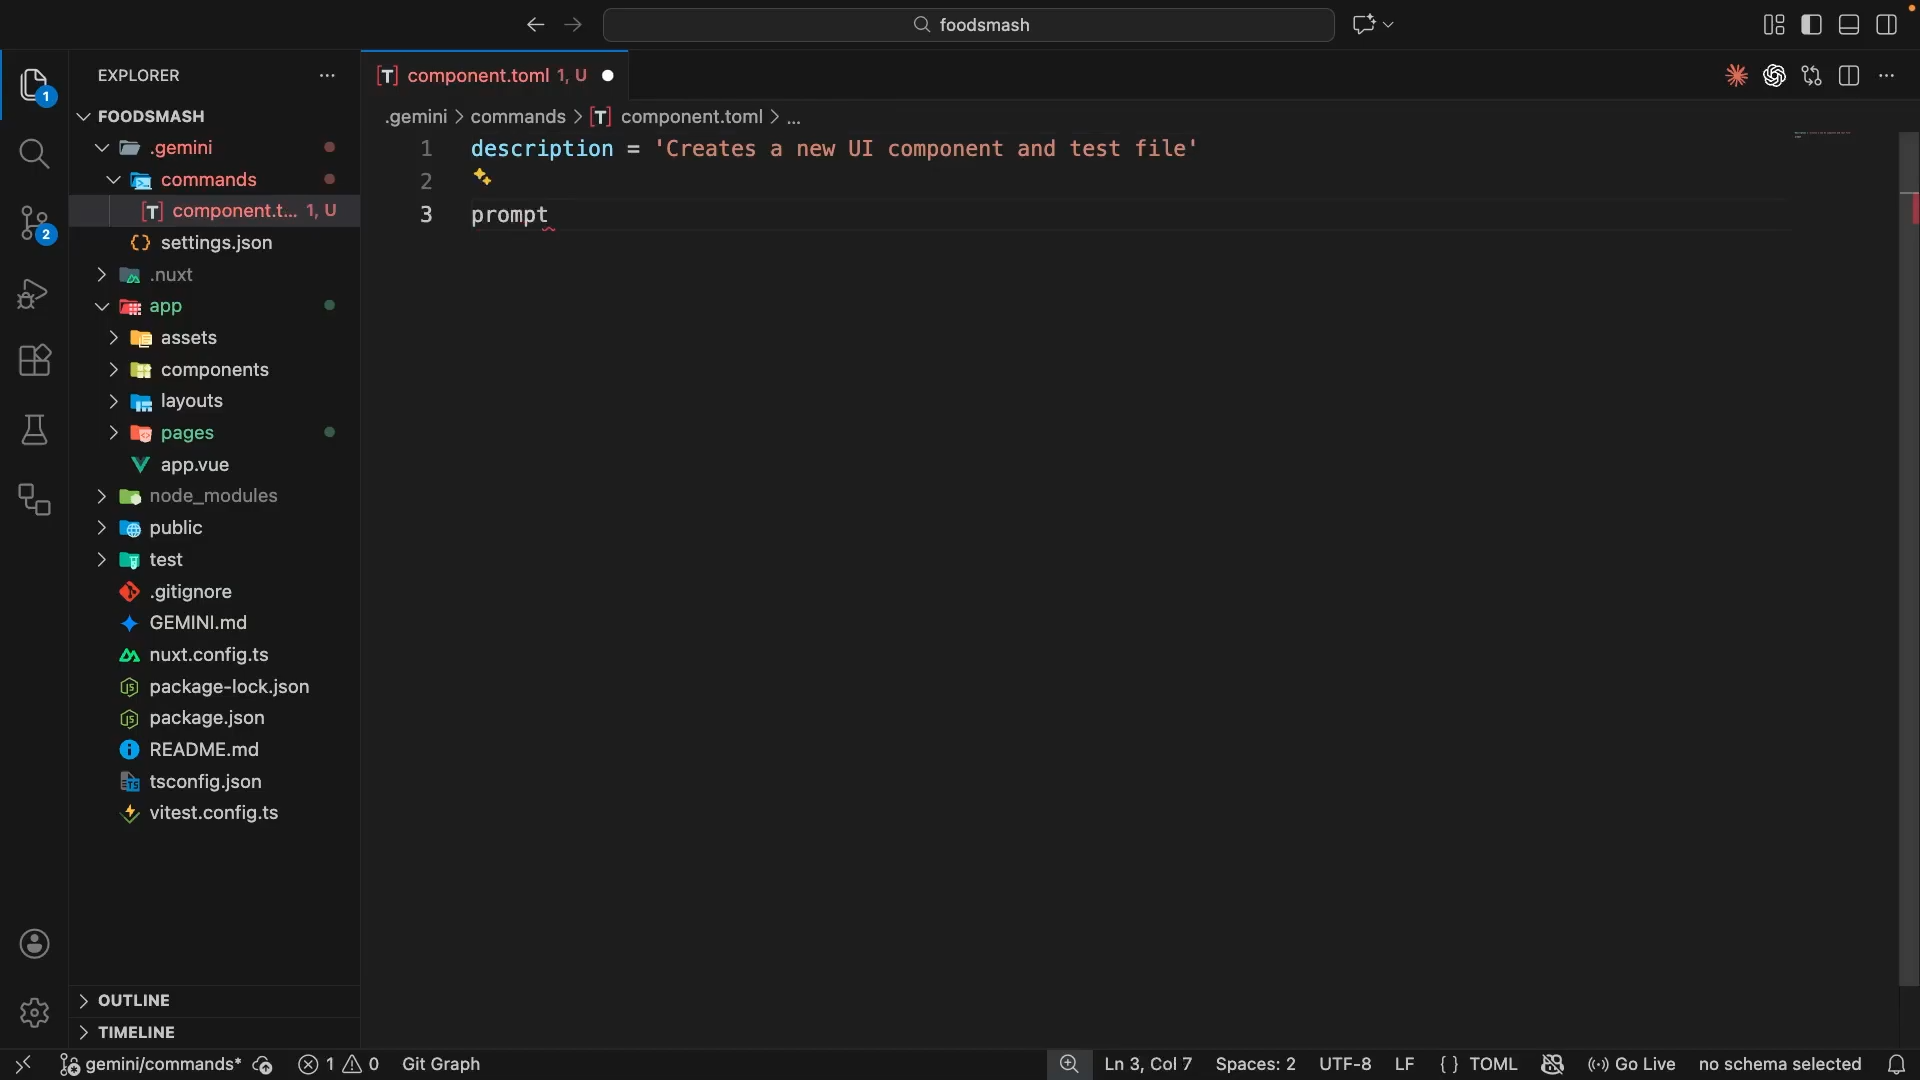 foodsmash
EXPLORER
component.toml 1, U
1
FOODSMASH
.gemini > commands > [T] component.toml > ...
.gemini
1 description = 'Creates a new UI component and test file'
commands
2
component.t... 1, U
3 prompt
2
settings.json
.nuxt
app
assets
components
layouts
pages
app.vue
node_modules
public
test
.gitignore
GEMINI.md
nuxt.config.ts
package-lock.json
package.json
README.md
tsconfig.json
vitest.config.ts
OUTLINE
TIMELINE
gemini/commands* 1 0 Git Graph Ln 3, Col 7 Spaces: 2 UTF-8 LF { } TOML Go Live no schema selected